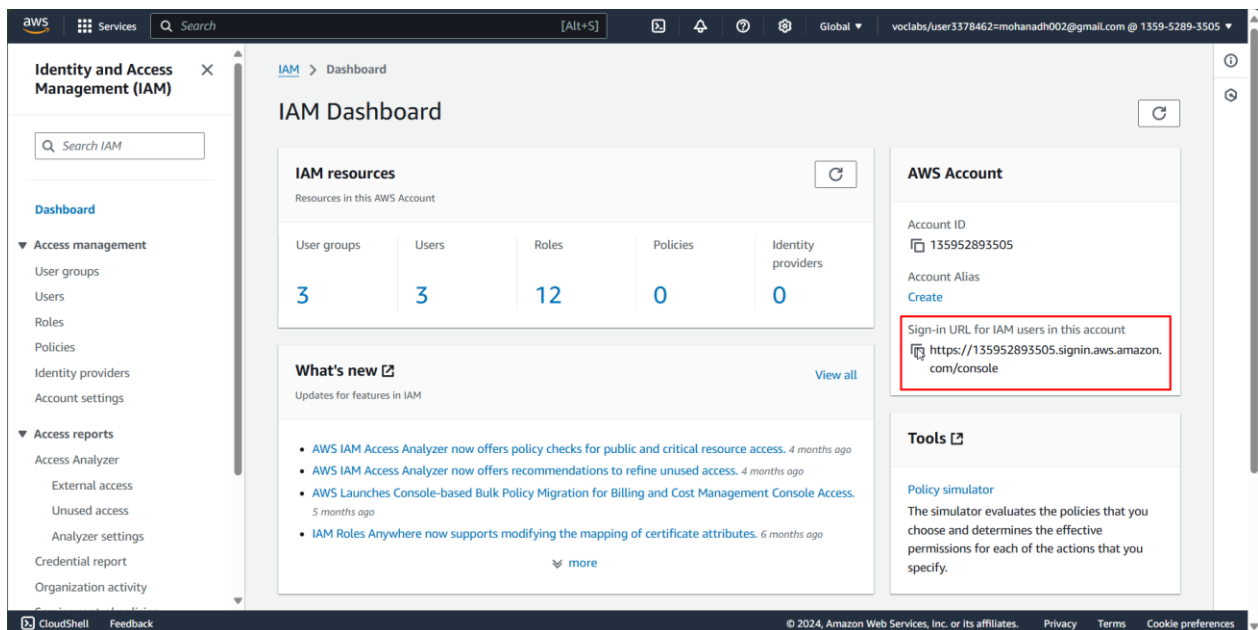 aws
Services
Search
[Alt+S]
Global
voclabs/user3378462=mohanadh002@gmail.com @ 1359-5289-3505
Identity and Access
Management (IAM)
Search IAM
Dashboard
Access management
User groups
Users
Roles
Policies
Identity providers
Account settings
Access reports
Access Analyzer
External access
Unused access
Analyzer settings
Credential report
Organization activity
IAM > Dashboard
IAM Dashboard
IAM resources
Resources in this AWS Account
User groups
Users
Roles
Policies
Identity
providers
3
3
12
0
0
What's new
View all
Updates for features in IAM
AWS IAM Access Analyzer now offers policy checks for public and critical resource access. 4 months ago
AWS IAM Access Analyzer now offers recommendations to refine unused access. 4 months ago
AWS Launches Console-based Bulk Policy Migration for Billing and Cost Management Console Access.
5 months ago
IAM Roles Anywhere now supports modifying the mapping of certificate attributes. 6 months ago
more
AWS Account
Account ID
135952893505
Account Alias
Create
Sign-in URL for IAM users in this account
https://135952893505.signin.aws.amazon.
com/console
Tools
Policy simulator
The simulator evaluates the policies that you
choose and determines the effective
permissions for each of the actions that you
specify.
CloudShell
Feedback
© 2024, Amazon Web Services, Inc. or its affiliates.
Privacy
Terms
Cookie preferences